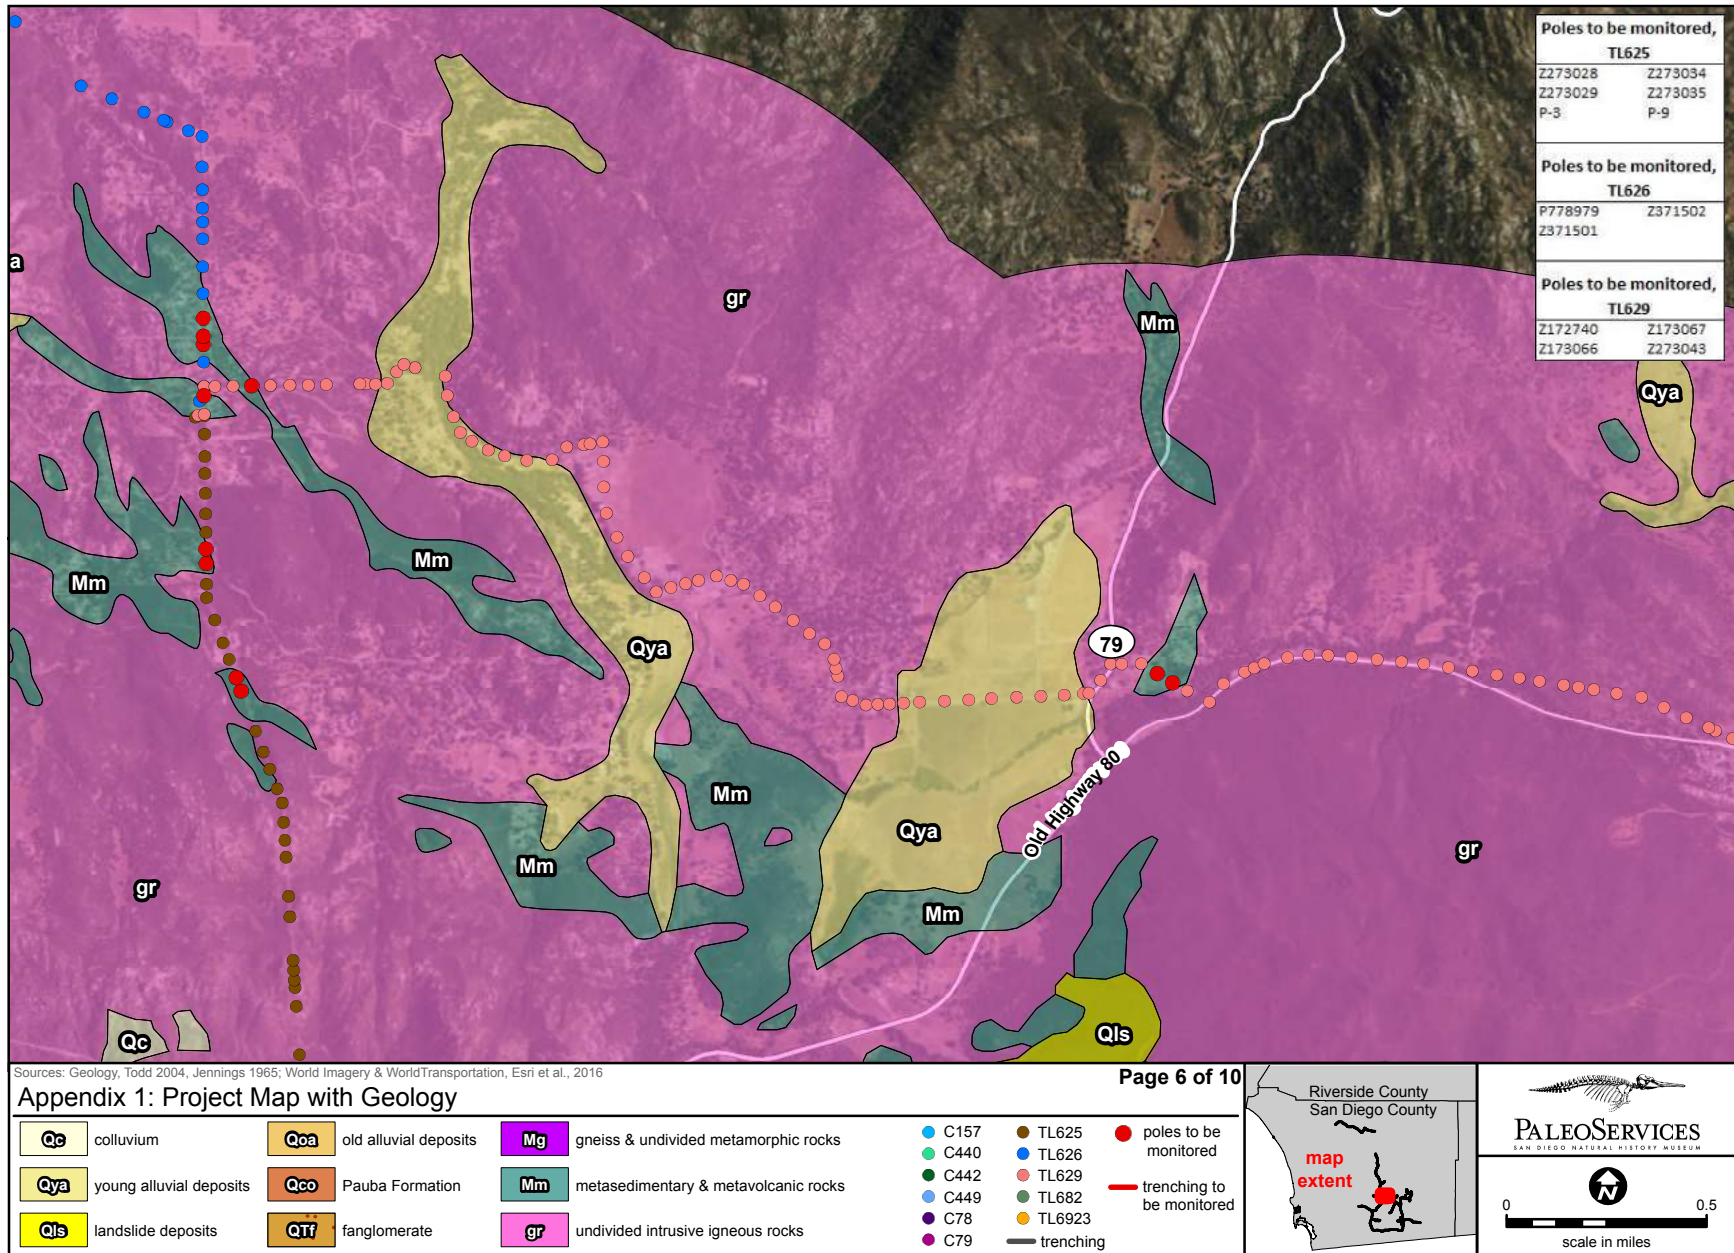 Poles to be monitored,
TL625
Z273028 Z273034
Z273029 Z273035
P-3 P-9
Poles to be monitored,
TL626
P778979 Z371502
Z371501
Poles to be monitored,
TL629
Z172740 Z173067
Z173066 Z273043
a
gr
Mm
Qya
Mm
Mm
Qya
79
Old Highway 80
Mm
Qya
Mm
gr
gr
Mm
Qc
Qls
Sources: Geology, Todd 2004, Jennings 1965; World Imagery & WorldTransportation, Esri et al., 2016
Page 6 of 10
Appendix 1: Project Map with Geology
Qc colluvium
Qya young alluvial deposits
Qls landslide deposits
Qoa old alluvial deposits
Qco Pauba Formation
QTf fanglomerate
Mg gneiss & undivided metamorphic rocks
Mm metasedimentary & metavolcanic rocks
gr undivided intrusive igneous rocks
C157
C440
C442
C449
C78
C79
TL625
TL626
TL629
TL682
TL6923
trenching
poles to be
monitored
trenching to
be monitored
Riverside County
San Diego County
map
extent
PALEOSERVICES
SAN DIEGO NATURAL HISTORY MUSEUM
N
0 0.5
scale in miles